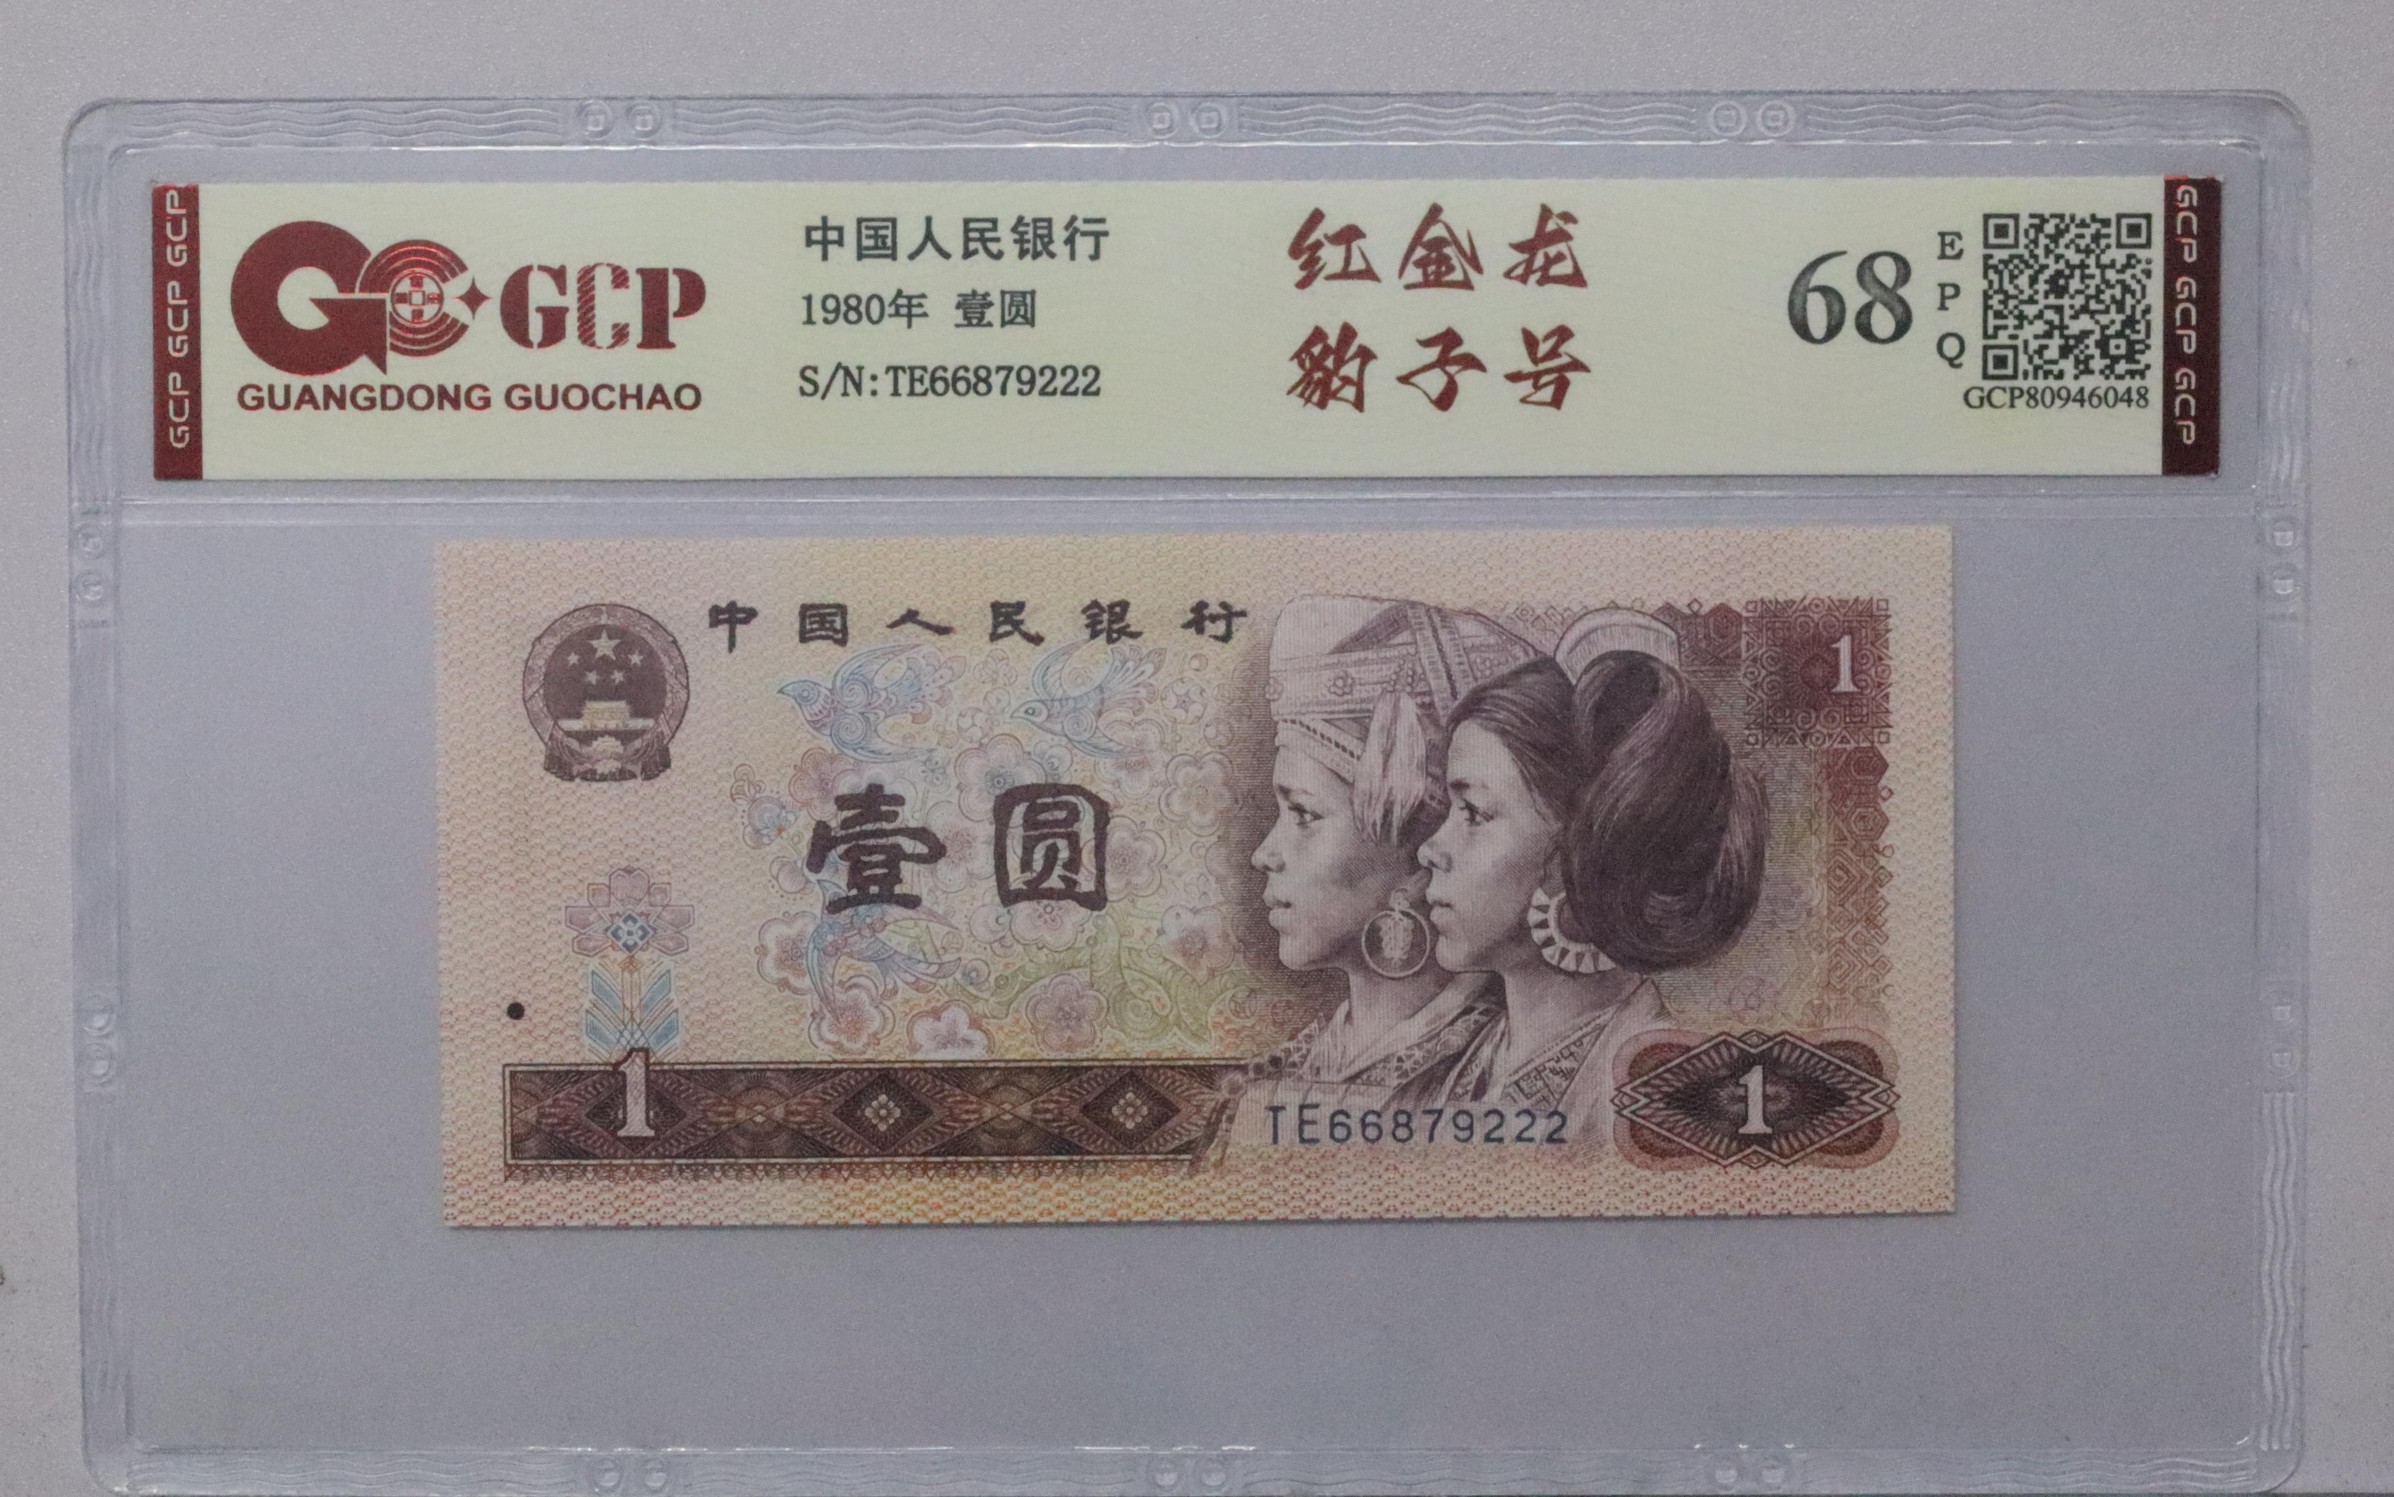 GCP GCP GCP
GCP
GUANGDONG GUOCHAO
中国人民银行
1980年 壹圆
S/N:TE66879222
红金龙
豹子号
68
EPQ
GCP80946048
GCP GCP GCP
中国人民银行
1
壹圆
1
TE66879222
1